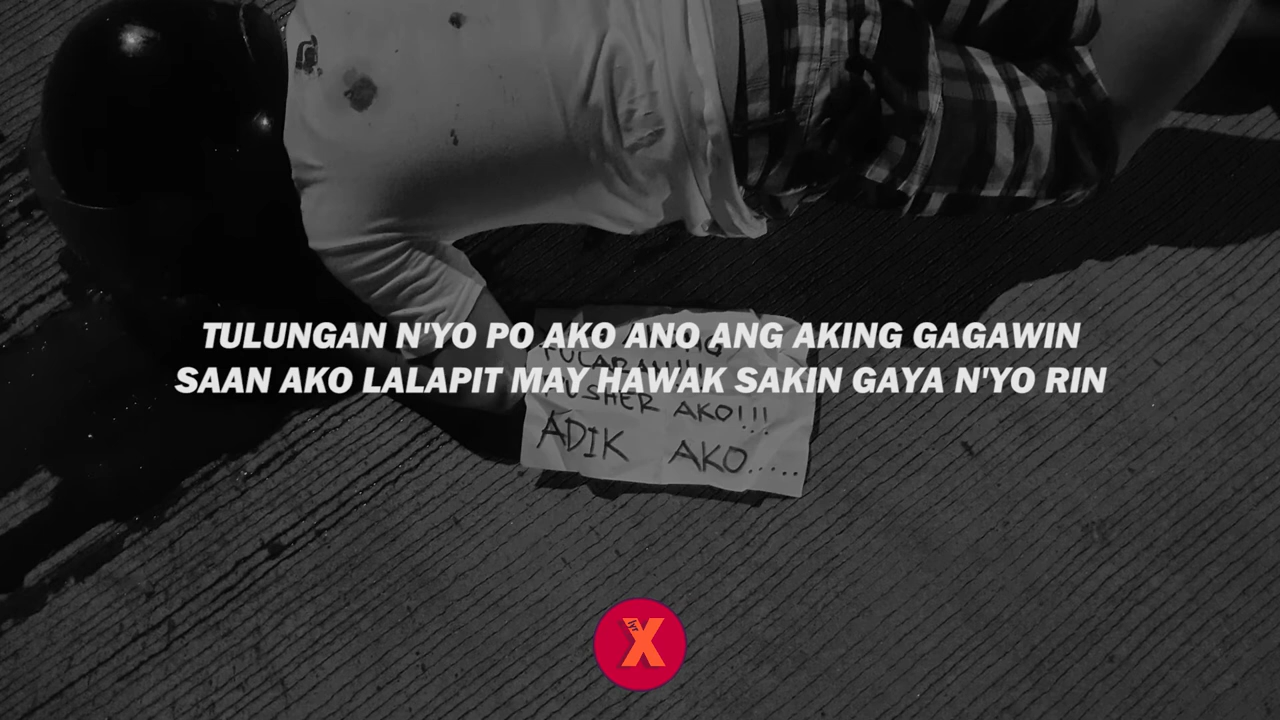 TULUNGAN N'YO PO AKO ANO ANG AKING GAGAWIN
SAAN AKO LALAPIT MAY HAWAK SAKIN GAYA N'YO RIN
PUSHER AKO!!!
ADIK AKO.....
lyr X